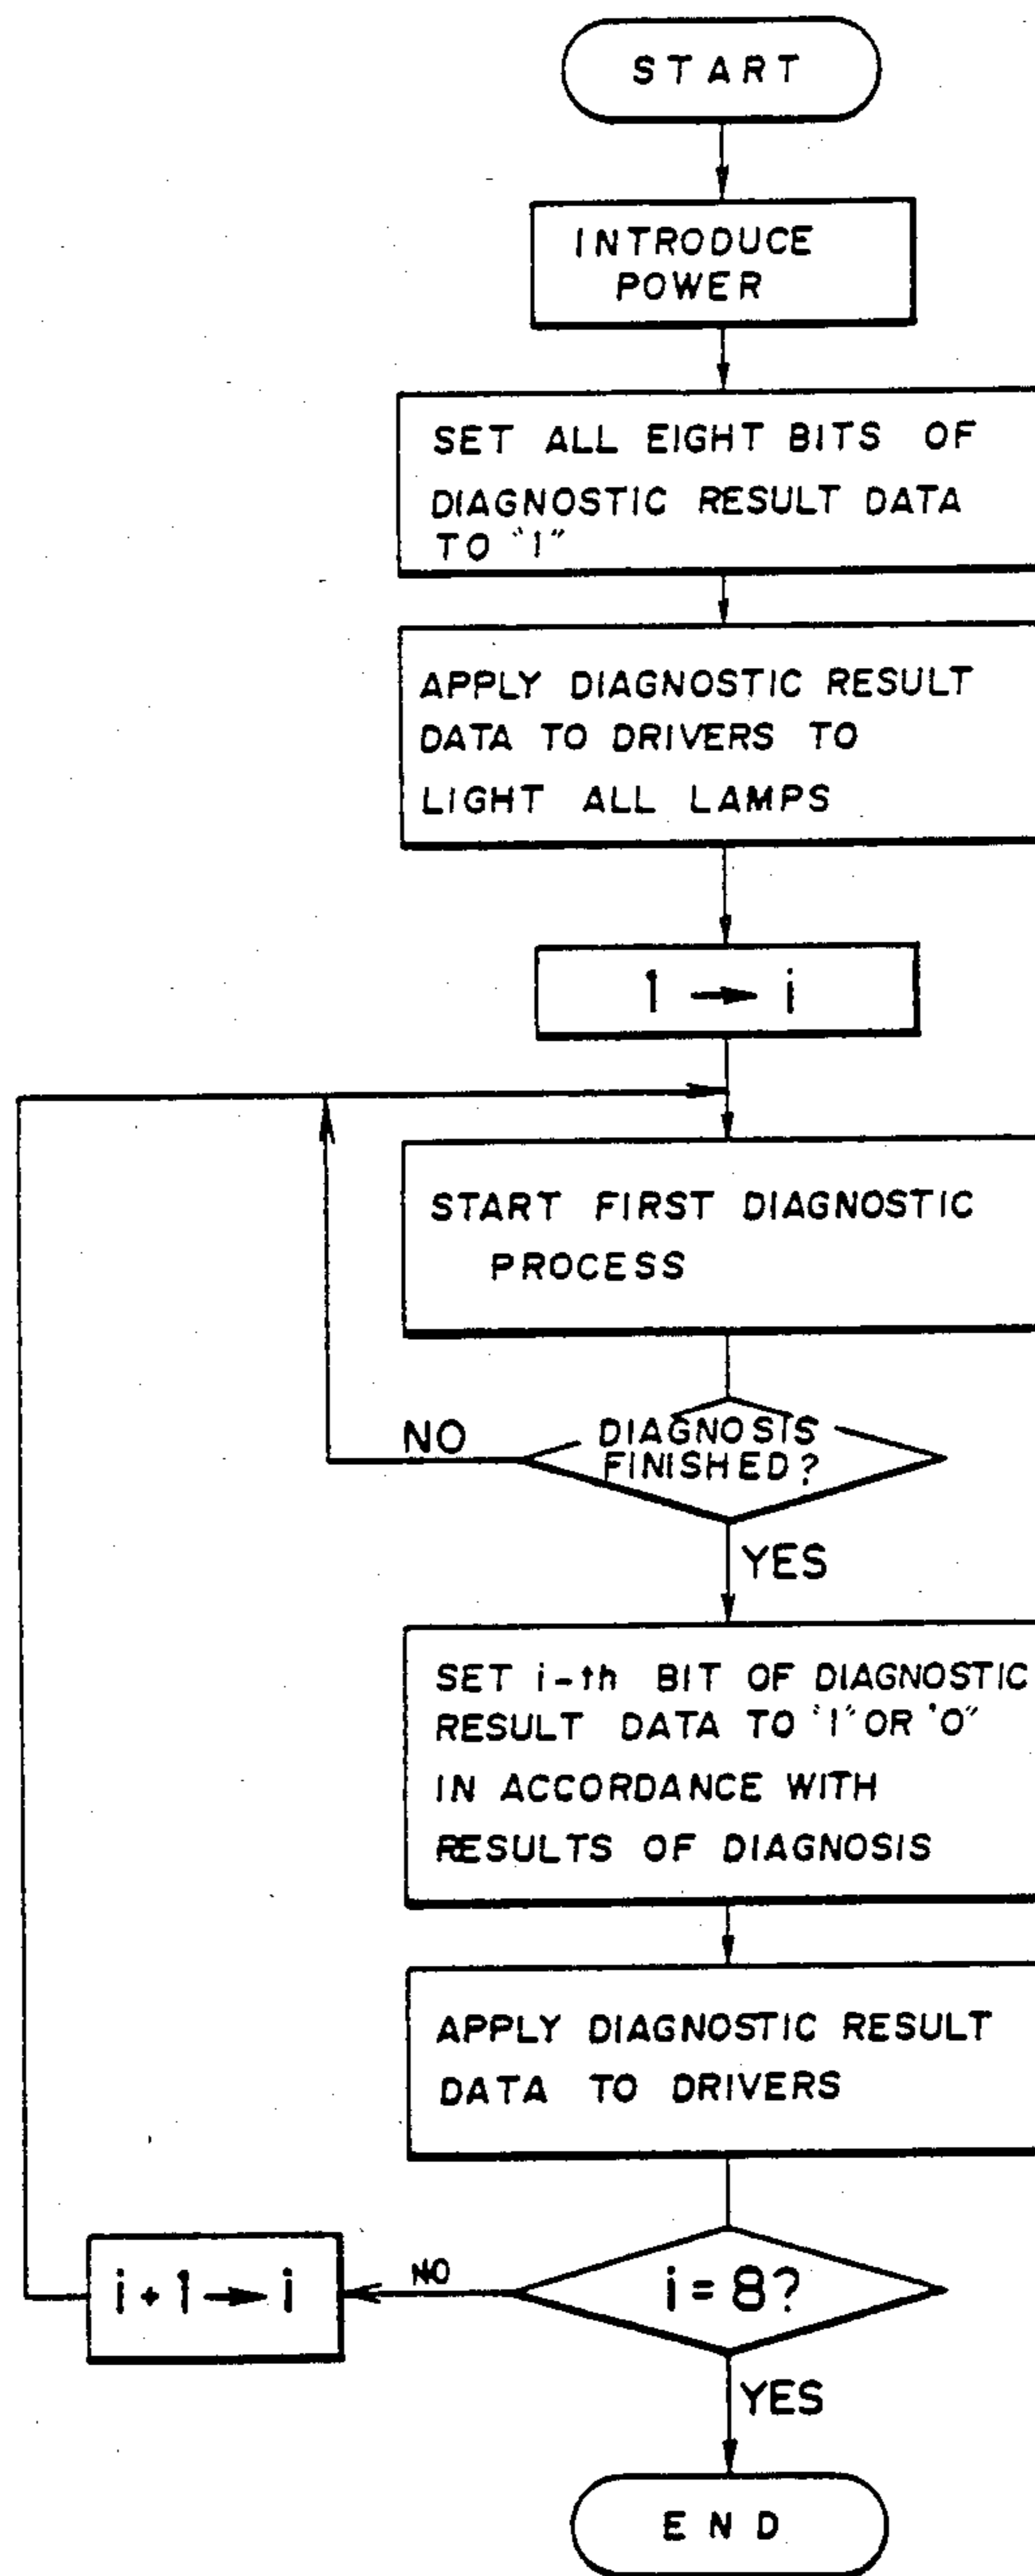 START
INTRODUCE
POWER
SET ALL EIGHT BITS OF
DIAGNOSTIC RESULT DATA
TO "1"
APPLY DIAGNOSTIC RESULT
DATA TO DRIVERS TO
LIGHT ALL LAMPS
1 → i
START FIRST DIAGNOSTIC
PROCESS
DIAGNOSIS
FINISHED?
NO
YES
SET i-th BIT OF DIAGNOSTIC
RESULT DATA TO "1" OR "0"
IN ACCORDANCE WITH
RESULTS OF DIAGNOSIS
APPLY DIAGNOSTIC RESULT
DATA TO DRIVERS
i = 8?
NO
i + 1 → i
YES
END